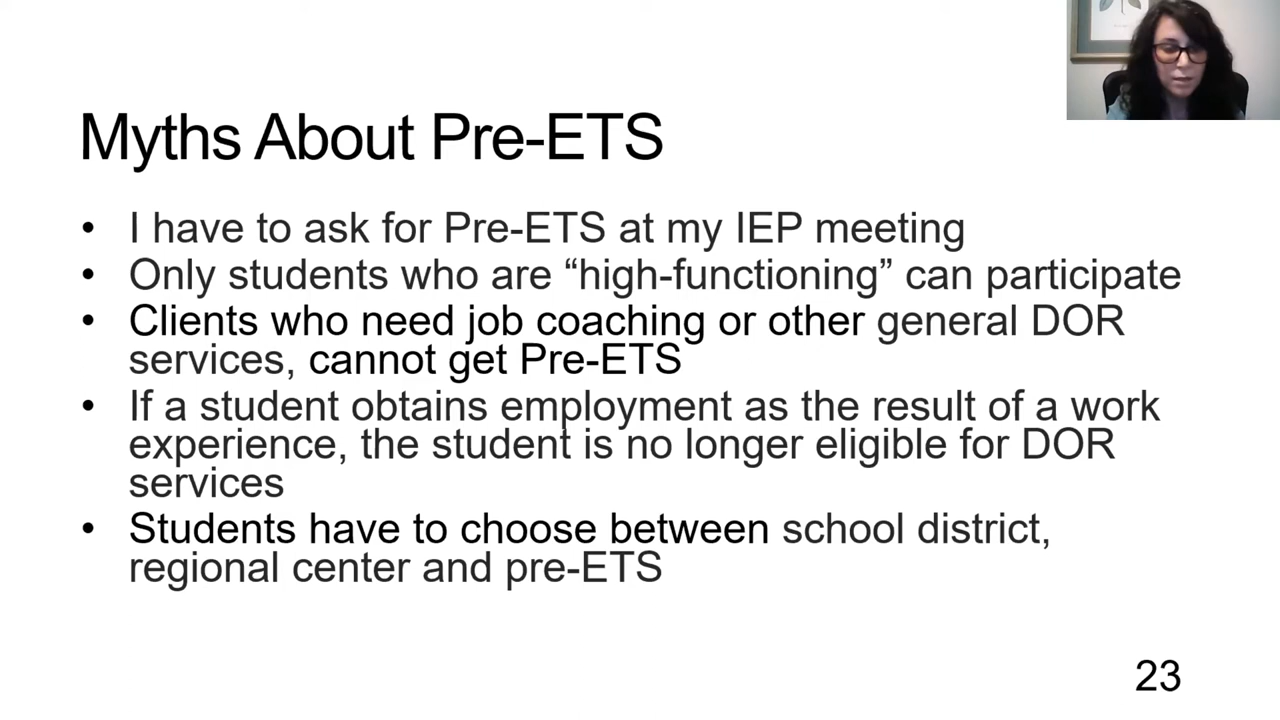 Myths About Pre-ETS
• I have to ask for Pre-ETS at my IEP meeting
• Only students who are “high-functioning” can participate
• Clients who need job coaching or other general DOR
services, cannot get Pre-ETS
• If a student obtains employment as the result of a work
experience, the student is no longer eligible for DOR
services
• Students have to choose between school district,
regional center and pre-ETS
23